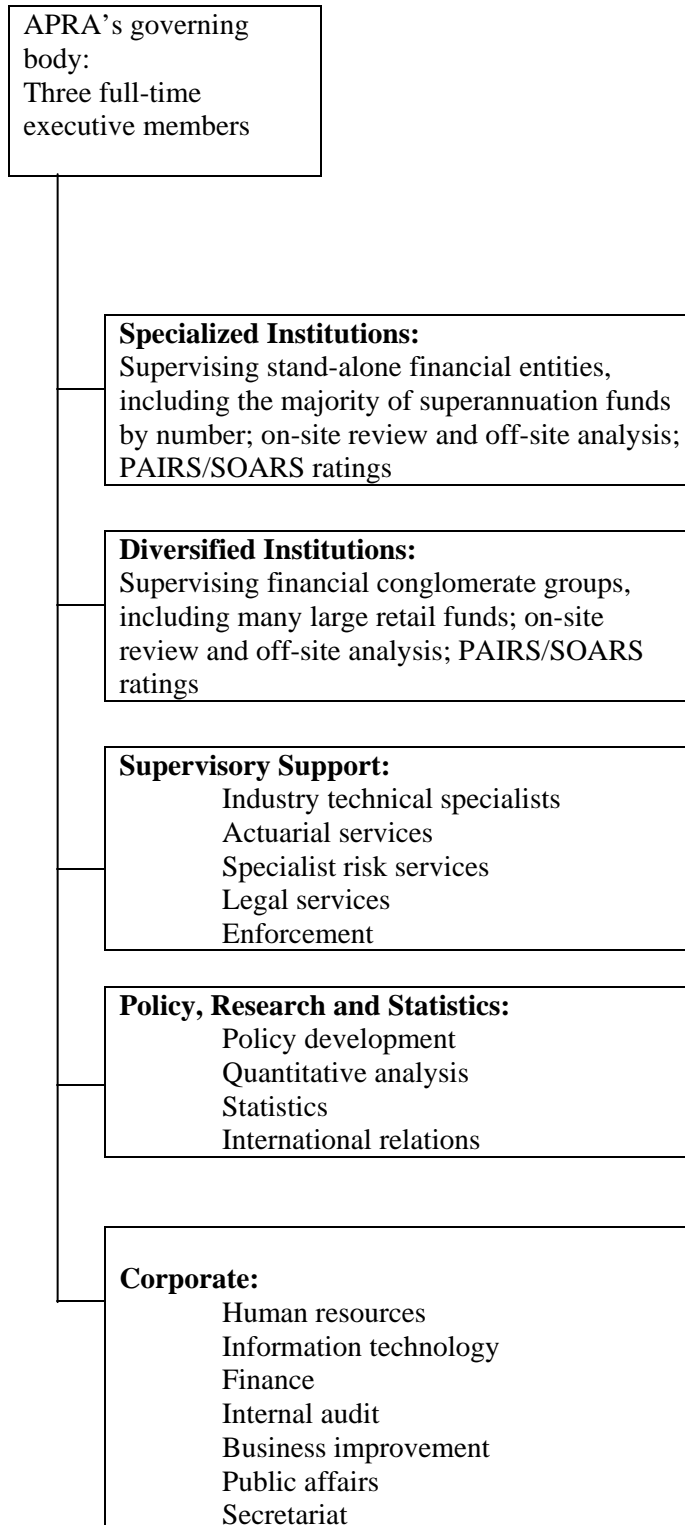 APRA’s governing
body:
Three full-time
executive members
Specialized Institutions:
Supervising stand-alone financial entities,
including the majority of superannuation funds
by number; on-site review and off-site analysis;
PAIRS/SOARS ratings
Diversified Institutions:
Supervising financial conglomerate groups,
including many large retail funds; on-site
review and off-site analysis; PAIRS/SOARS
ratings
Supervisory Support:
Industry technical specialists
Actuarial services
Specialist risk services
Legal services
Enforcement
Policy, Research and Statistics:
Policy development
Quantitative analysis
Statistics
International relations
Corporate:
Human resources
Information technology
Finance
Internal audit
Business improvement
Public affairs
Secretariat